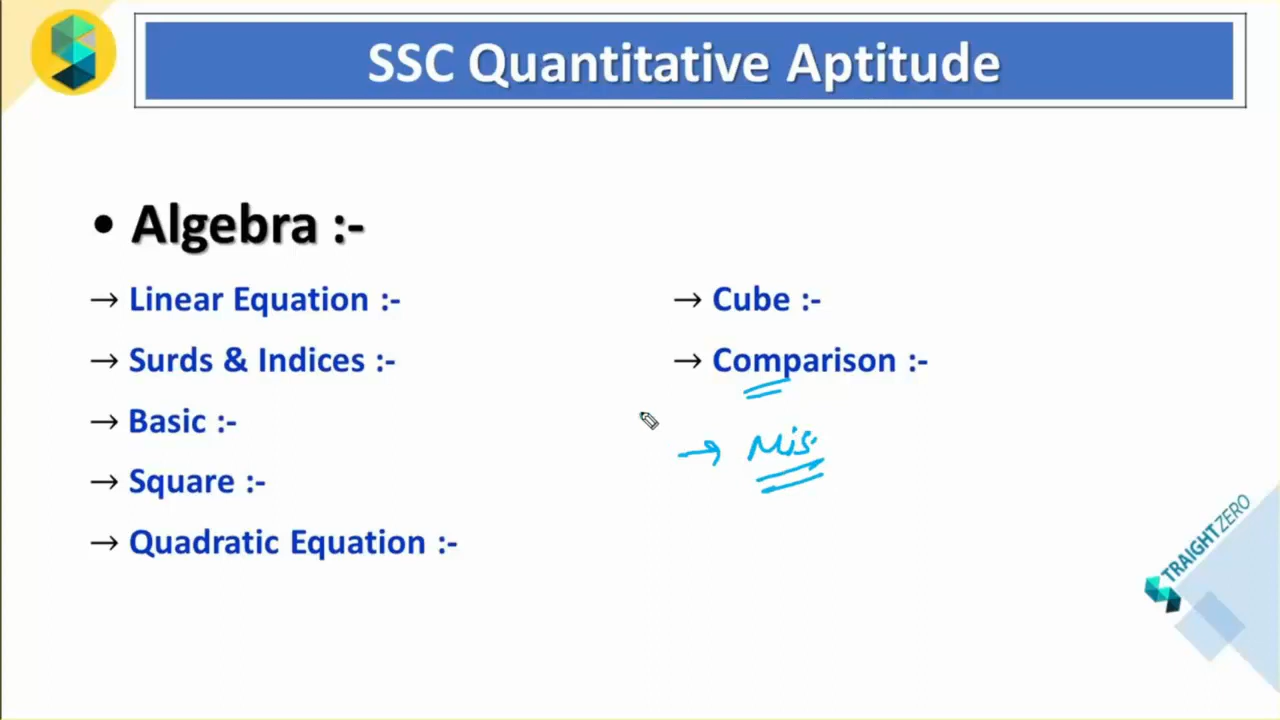 SSC Quantitative Aptitude
• Algebra :-
→ Linear Equation :-
→ Surds & Indices :-
→ Basic :-
→ Square :-
→ Quadratic Equation :-
→ Cube :-
→ Comparison :-
→ Mis.
TRAIGHTZERO